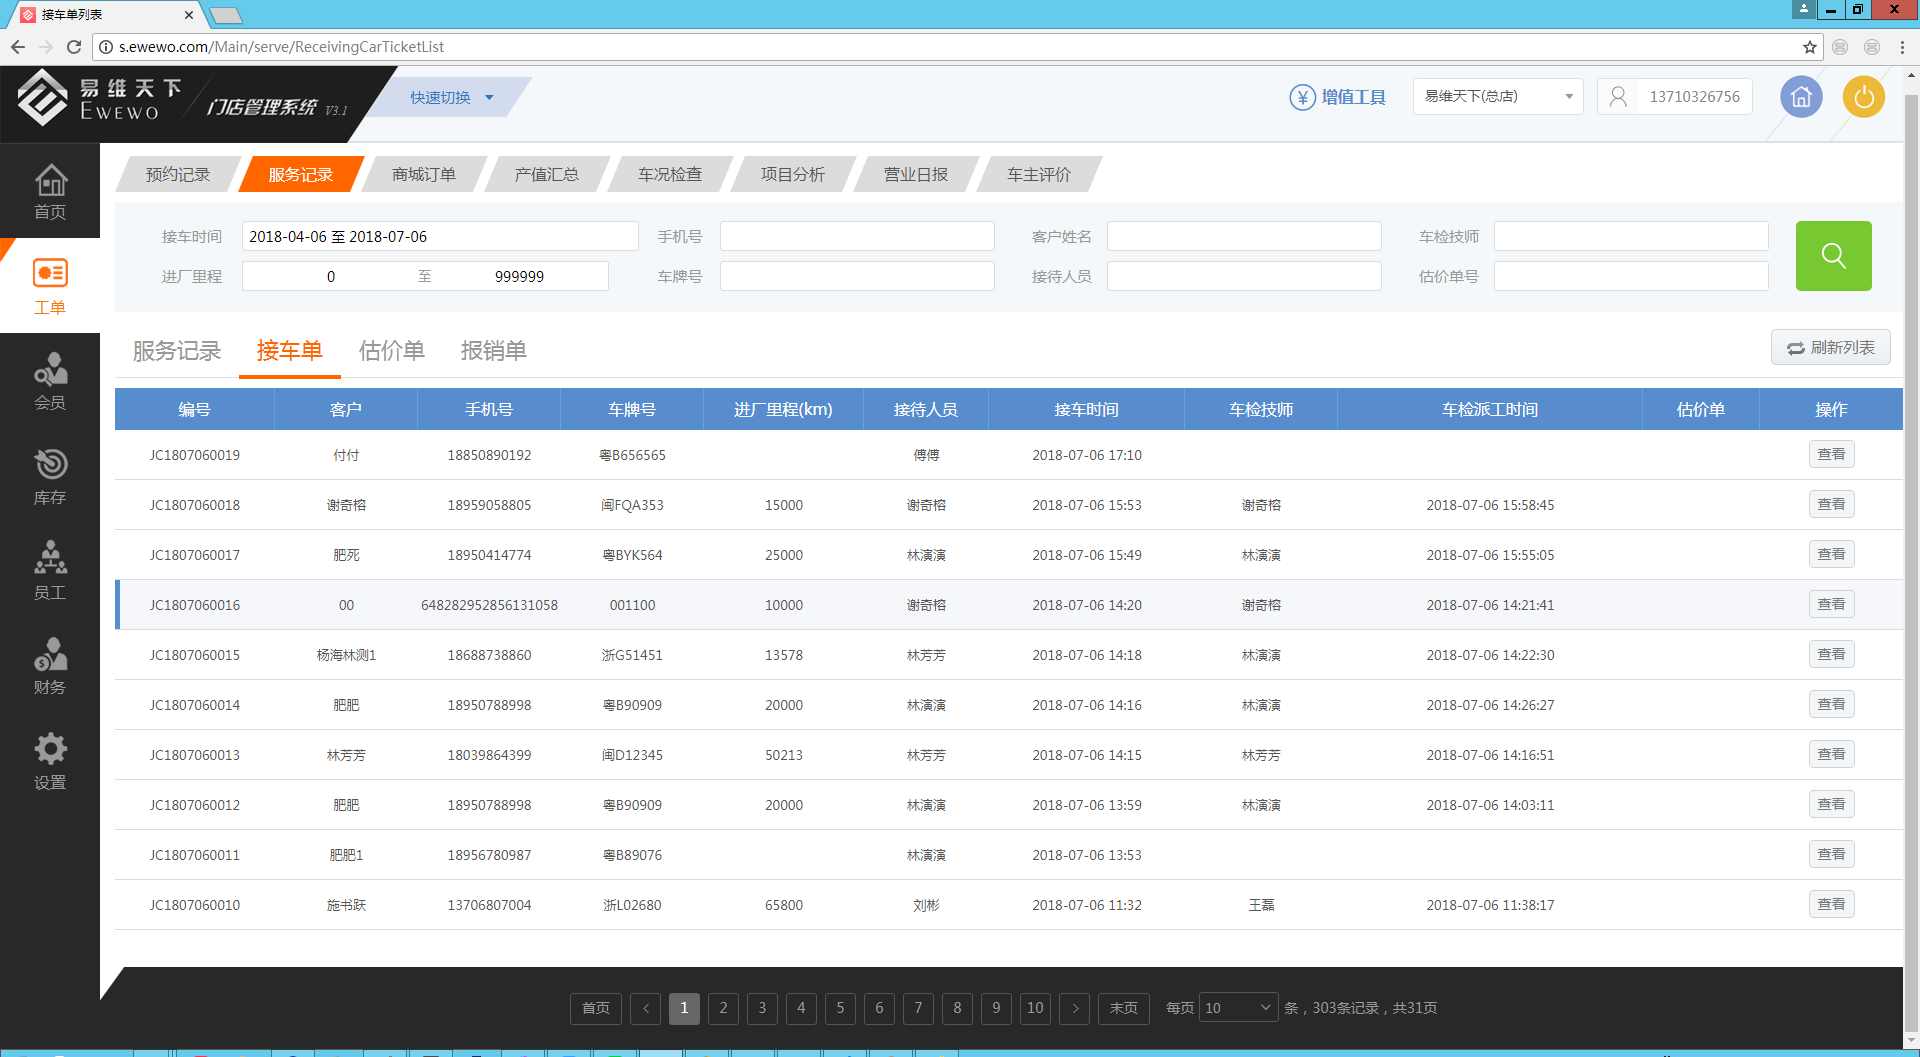 接车单列表
s.ewewo.com/Main/serve/ReceivingCarTicketList
易维天下
EWEWO
门店管理系统 V3.1
快速切换
增值工具
易维天下(总店)
13710326756
首页
工单
会员
库存
员工
财务
设置
预约记录 服务记录 商城订单 产值汇总 车况检查 项目分析 营业日报 车主评价
接车时间 2018-04-06 至 2018-07-06 手机号 客户姓名 车检技师
进厂里程 0 至 999999 车牌号 接待人员 估价单号
服务记录 接车单 估价单 报销单 刷新列表
编号 客户 手机号 车牌号 进厂里程(km) 接待人员 接车时间 车检技师 车检派工时间 估价单 操作
JC1807060019 付付 18850890192 粤B656565 傅傅 2018-07-06 17:10 查看
JC1807060018 谢奇榕 18959058805 闽FQA353 15000 谢奇榕 2018-07-06 15:53 谢奇榕 2018-07-06 15:58:45 查看
JC1807060017 肥死 18950414774 粤BYK564 25000 林演演 2018-07-06 15:49 林演演 2018-07-06 15:55:05 查看
JC1807060016 00 648282952856131058 001100 10000 谢奇榕 2018-07-06 14:20 谢奇榕 2018-07-06 14:21:41 查看
JC1807060015 杨海林测1 18688738860 浙G51451 13578 林芳芳 2018-07-06 14:18 林演演 2018-07-06 14:22:30 查看
JC1807060014 肥肥 18950788998 粤B90909 20000 林演演 2018-07-06 14:16 林演演 2018-07-06 14:26:27 查看
JC1807060013 林芳芳 18039864399 闽D12345 50213 林芳芳 2018-07-06 14:15 林芳芳 2018-07-06 14:16:51 查看
JC1807060012 肥肥 18950788998 粤B90909 20000 林演演 2018-07-06 13:59 林演演 2018-07-06 14:03:11 查看
JC1807060011 肥肥1 18956780987 粤B89076 林演演 2018-07-06 13:53 查看
JC1807060010 施书跃 13706807004 浙L02680 65800 刘彬 2018-07-06 11:32 王磊 2018-07-06 11:38:17 查看
首页 < 1 2 3 4 5 6 7 8 9 10 > 末页 每页 10 条，303条记录，共31页